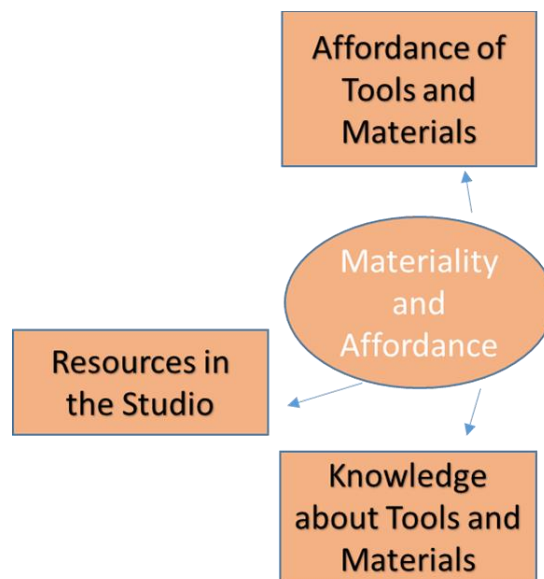 Affordance of
Tools and
Materials
Materiality
and
Affordance
Resources in
the Studio
Knowledge
about Tools and
Materials